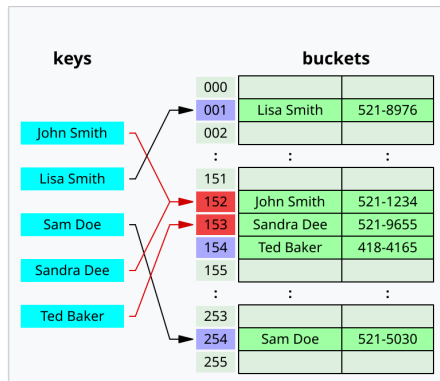 keys buckets
000
001 Lisa Smith 521-8976
John Smith 002
: : :
Lisa Smith 151
152 John Smith 521-1234
Sam Doe 153 Sandra Dee 521-9655
154 Ted Baker 418-4165
Sandra Dee 155
: : :
Ted Baker 253
254 Sam Doe 521-5030
255